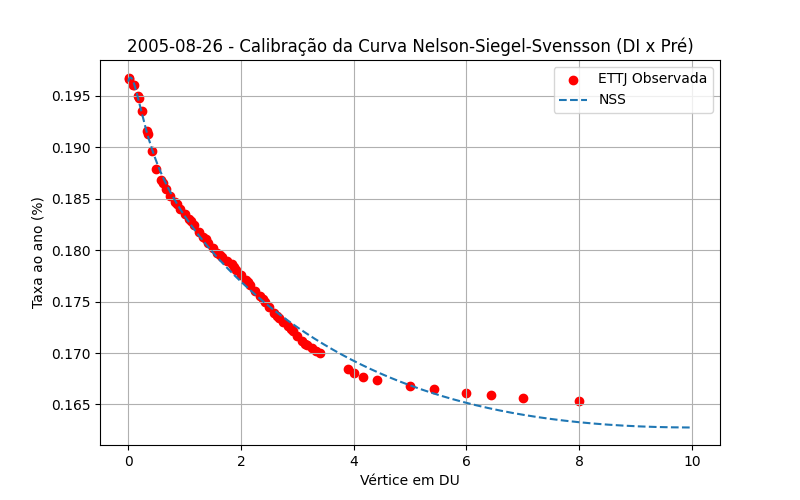 2005-08-26 - Calibração da Curva Nelson-Siegel-Svensson (DI x Pré)
ETTJ Observada
NSS
Taxa ao ano (%)
0.195
0.190
0.185
0.180
0.175
0.170
0.165
0
2
4
6
8
10
Vértice em DU